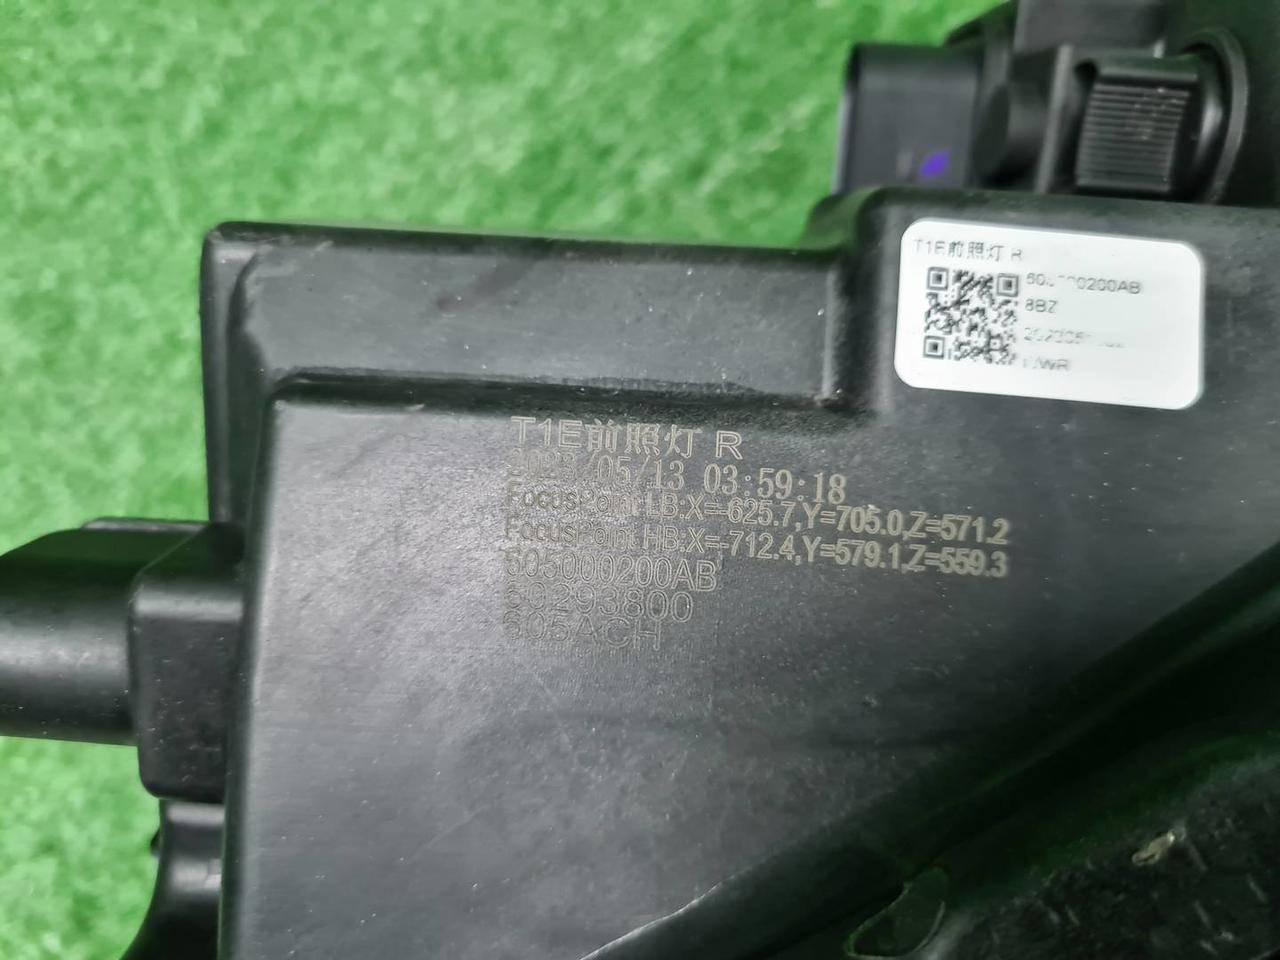 T1E前照灯 R
8BZ
T1E前照灯 R
2023/05/13 03:59:18
FocusPoint LB:X=-625.7,Y=705.0,Z=571.2
FocusPoint HB:X=-712.4,Y=579.1,Z=559.3
605000200AB
60293800
605ACH